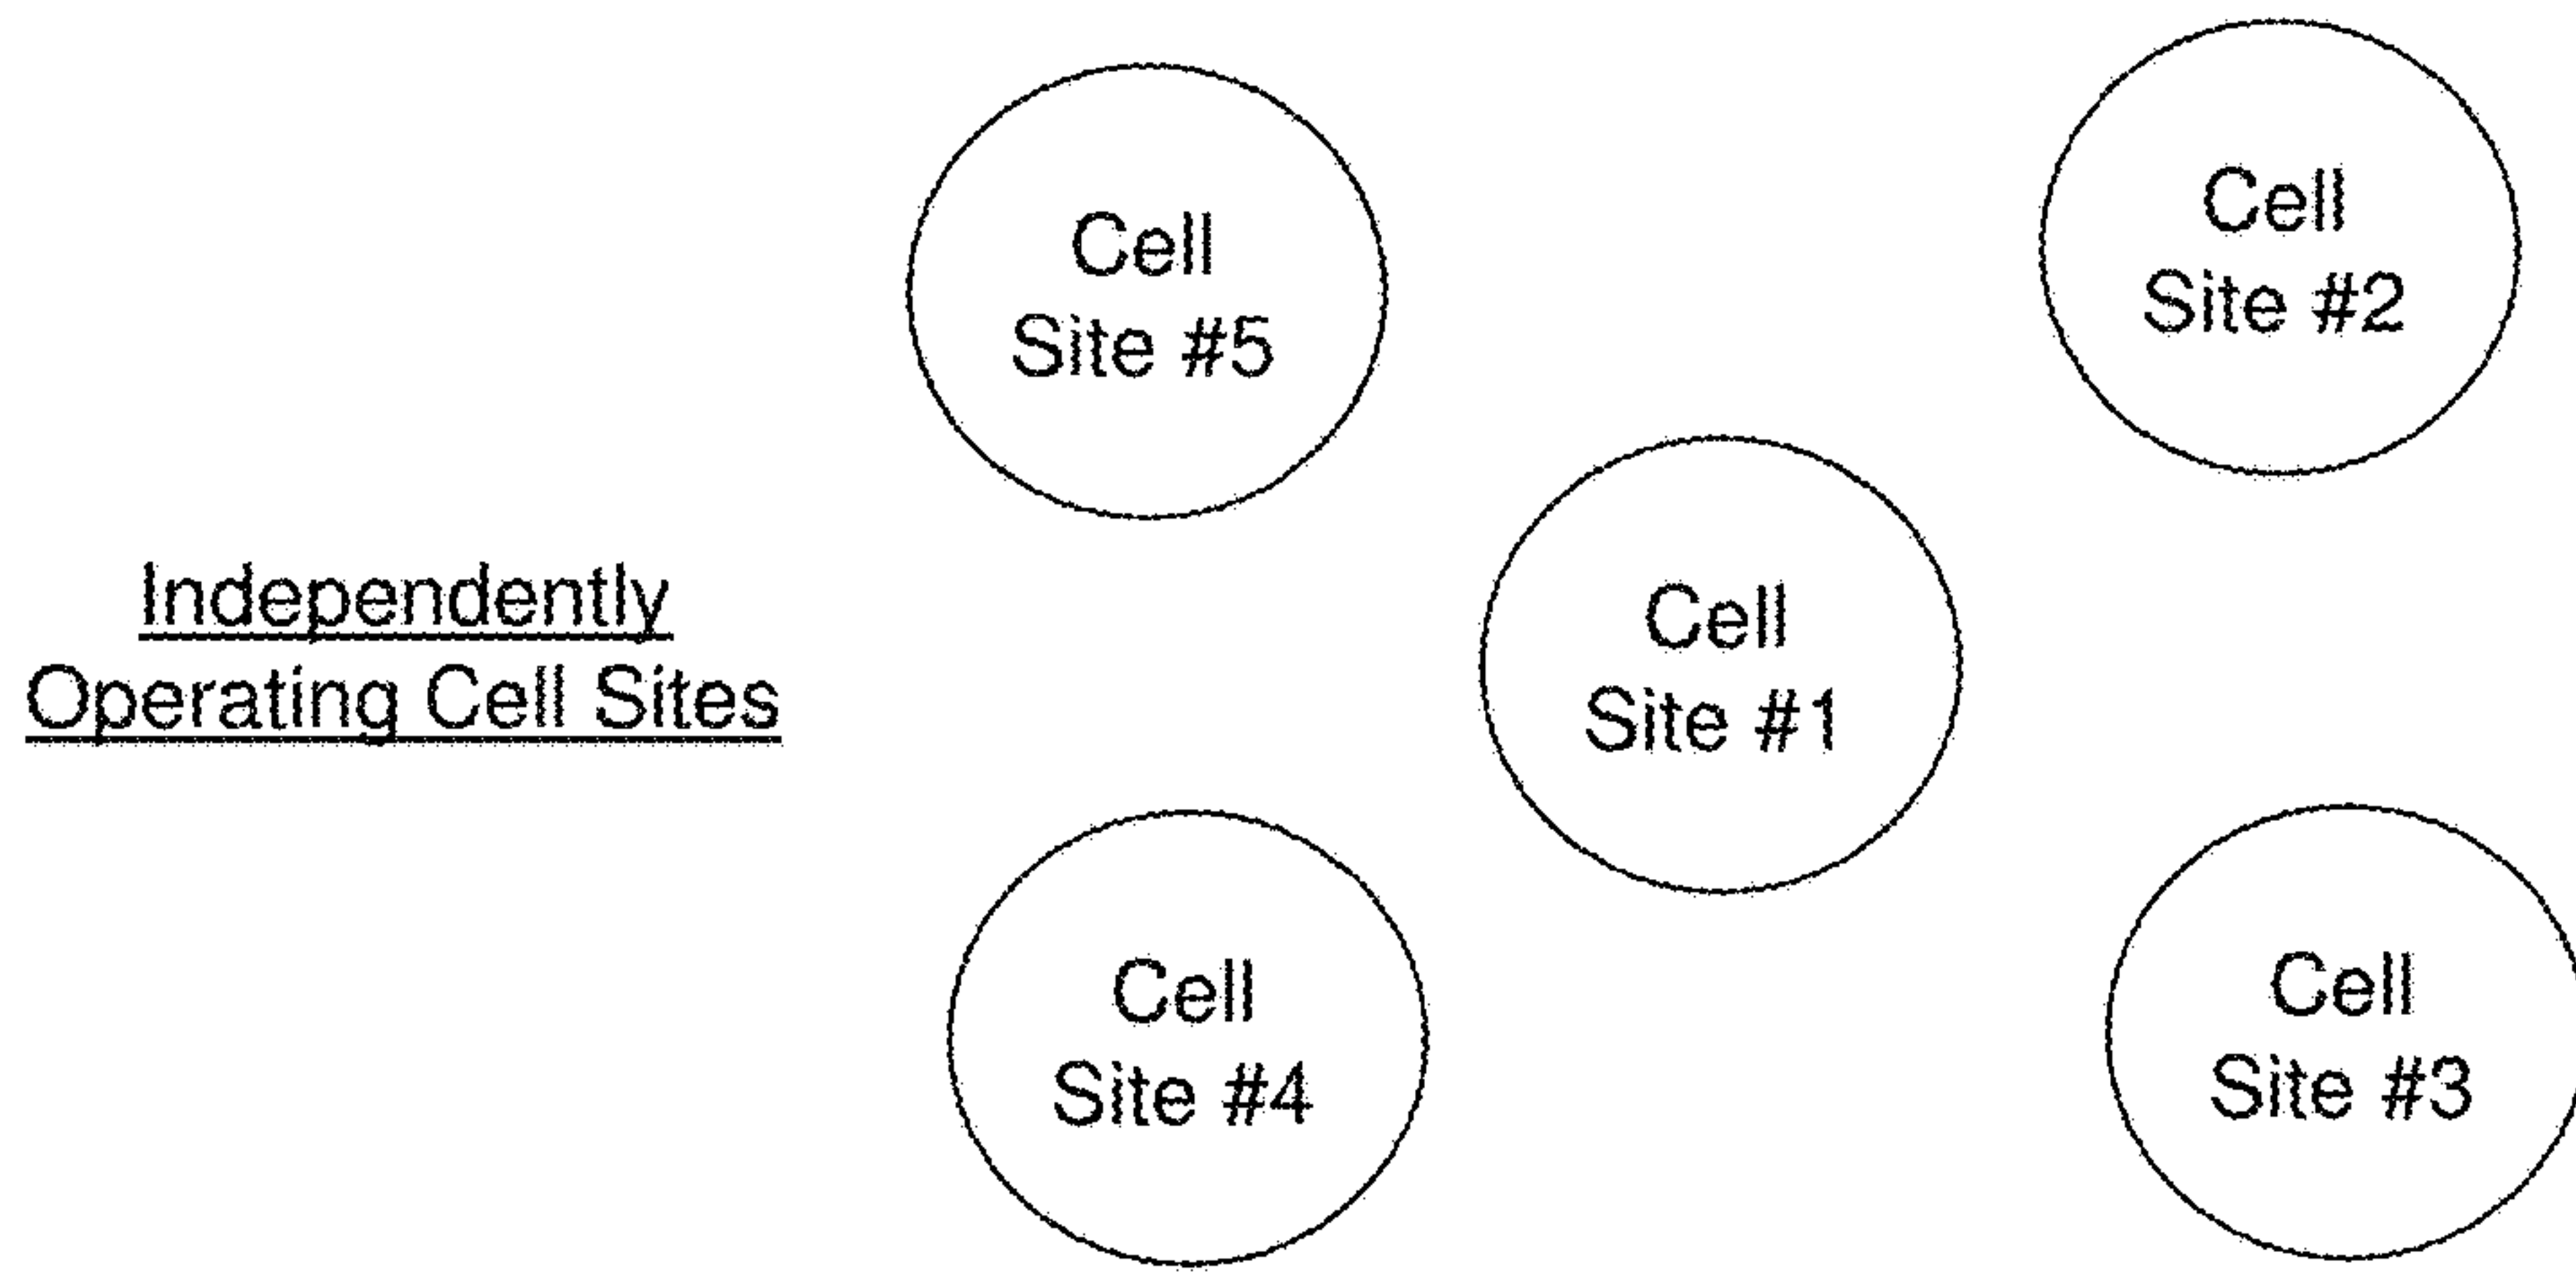 Independently
Operating Cell Sites
Cell
Site #5
Cell
Site #2
Cell
Site #1
Cell
Site #4
Cell
Site #3